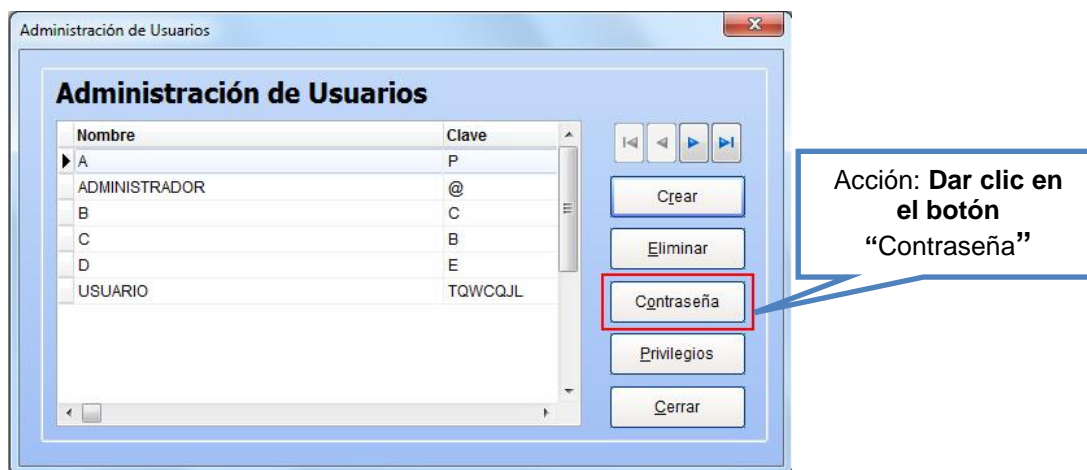 Administración de Usuarios
Administración de Usuarios
Nombre Clave
A P
ADMINISTRADOR @
B C
C B
D E
USUARIO TQWCQJL
Crear
Eliminar
Contraseña
Privilegios
Cerrar
Acción: Dar clic en
el botón
“Contraseña”